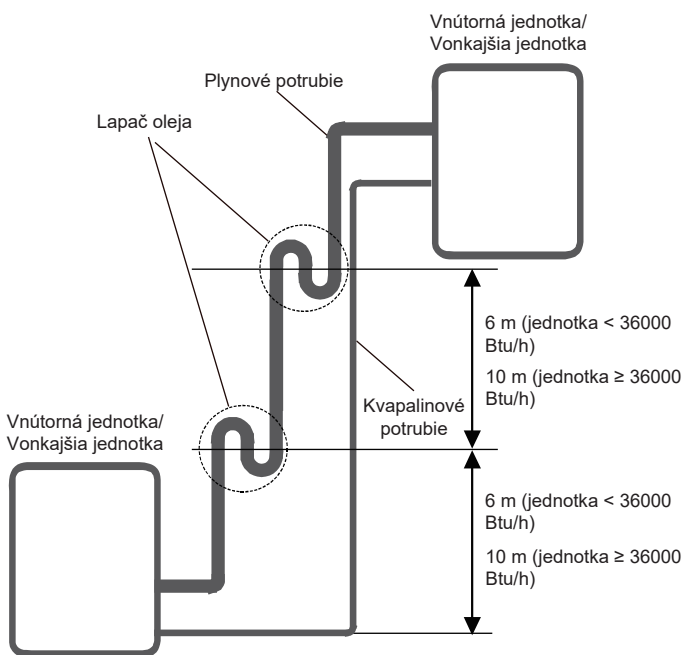 Vnútorná jednotka/
Vonkajšia jednotka
Plynové potrubie
Lapač oleja
6 m (jednotka < 36000
Btu/h)
10 m (jednotka ≥ 36000
Btu/h)
Kvapalinové
potrubie
Vnútorná jednotka/
Vonkajšia jednotka
6 m (jednotka < 36000
Btu/h)
10 m (jednotka ≥ 36000
Btu/h)